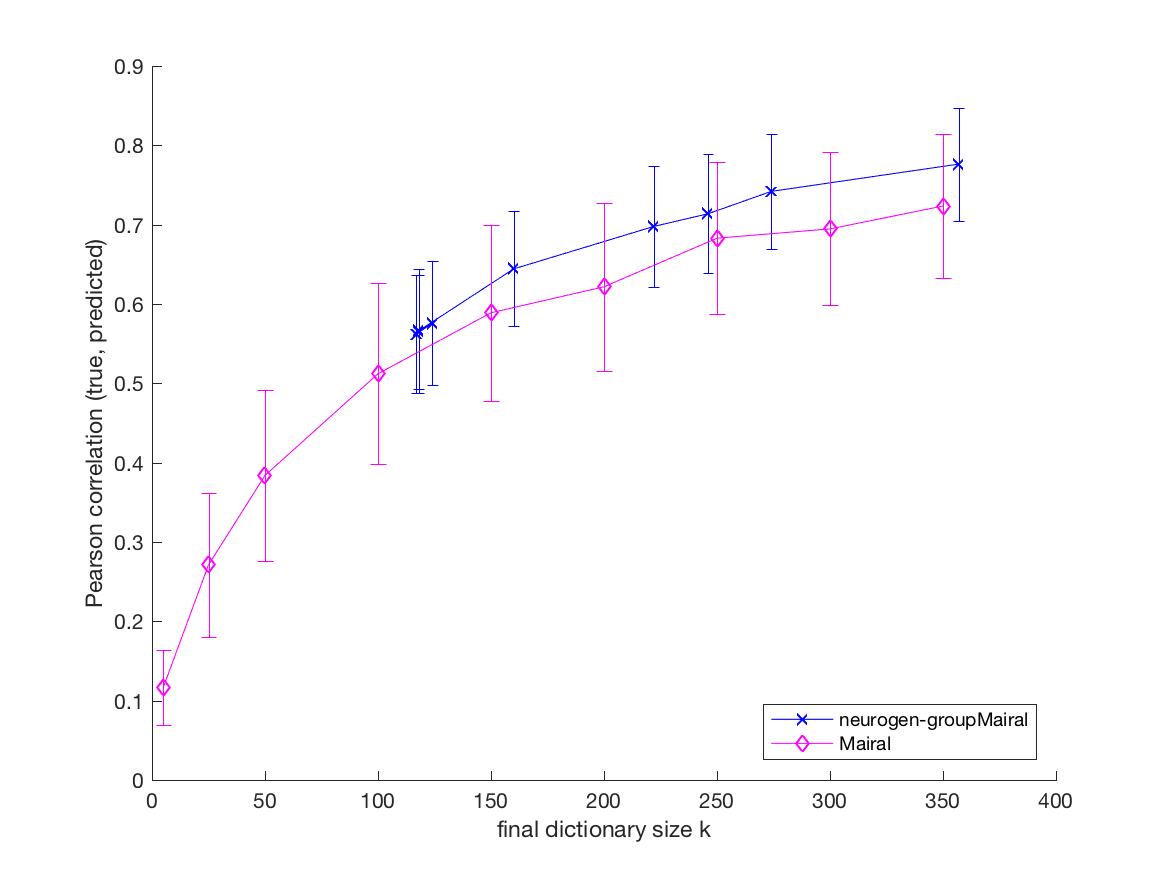 0.9
0.8
0.7
0.6
0.5
0.4
0.3
0.2
0.1
0
Pearson correlation (true, predicted)
0 50 100 150 200 250 300 350 400
final dictionary size k
neurogen-groupMairal
Mairal